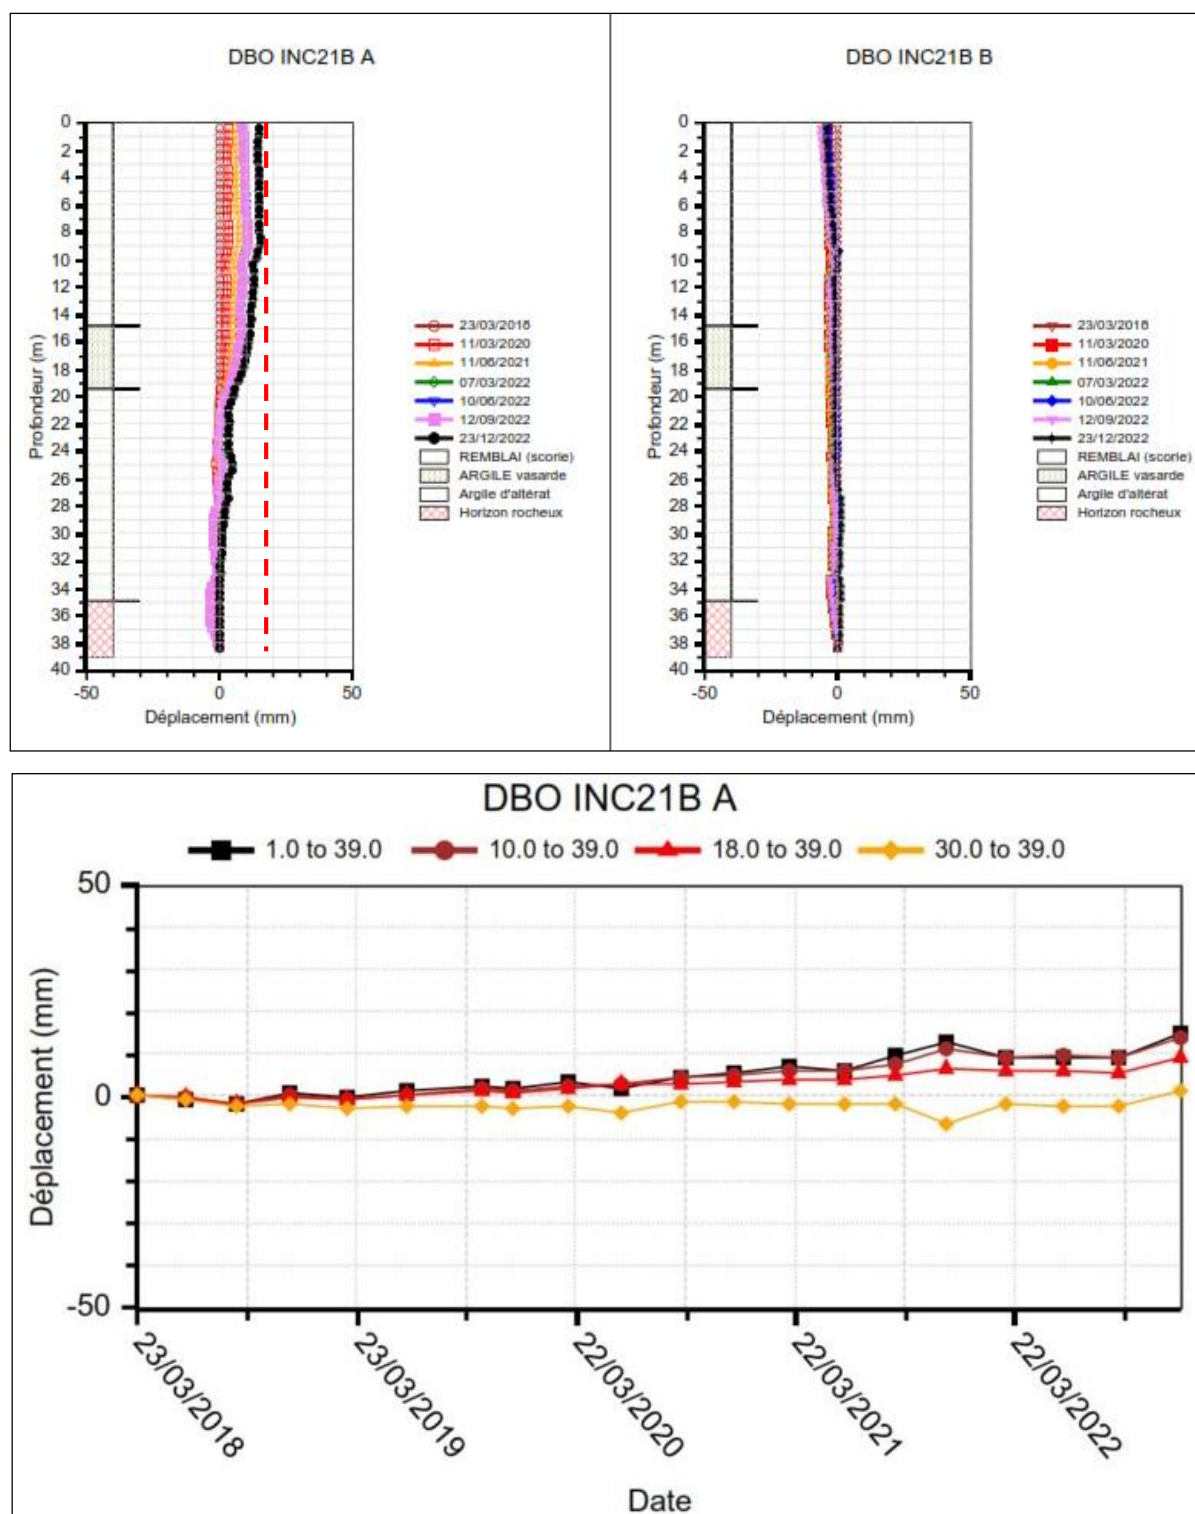 DBO INC21B A
0
2
4
6
8
10
12
14
16
18
20
22
24
26
28
30
32
34
36
38
40
Profondeur (m)
-50 0 50
Déplacement (mm)
23/03/2018
11/03/2020
11/06/2021
07/03/2022
10/06/2022
12/09/2022
23/12/2022
REMBLAI (scorie)
ARGILE vasarde
Argile d'altérat
Horizon rocheux
DBO INC21B B
0
2
4
6
8
10
12
14
16
18
20
22
24
26
28
30
32
34
36
38
40
Profondeur (m)
-50 0 50
Déplacement (mm)
23/03/2018
11/03/2020
11/06/2021
07/03/2022
10/06/2022
12/09/2022
23/12/2022
REMBLAI (scorie)
ARGILE vasarde
Argile d'altérat
Horizon rocheux
DBO INC21B A
1.0 to 39.0 10.0 to 39.0 18.0 to 39.0 30.0 to 39.0
50
0
-50
Déplacement (mm)
23/03/2018 23/03/2019 22/03/2020 22/03/2021 22/03/2022
Date